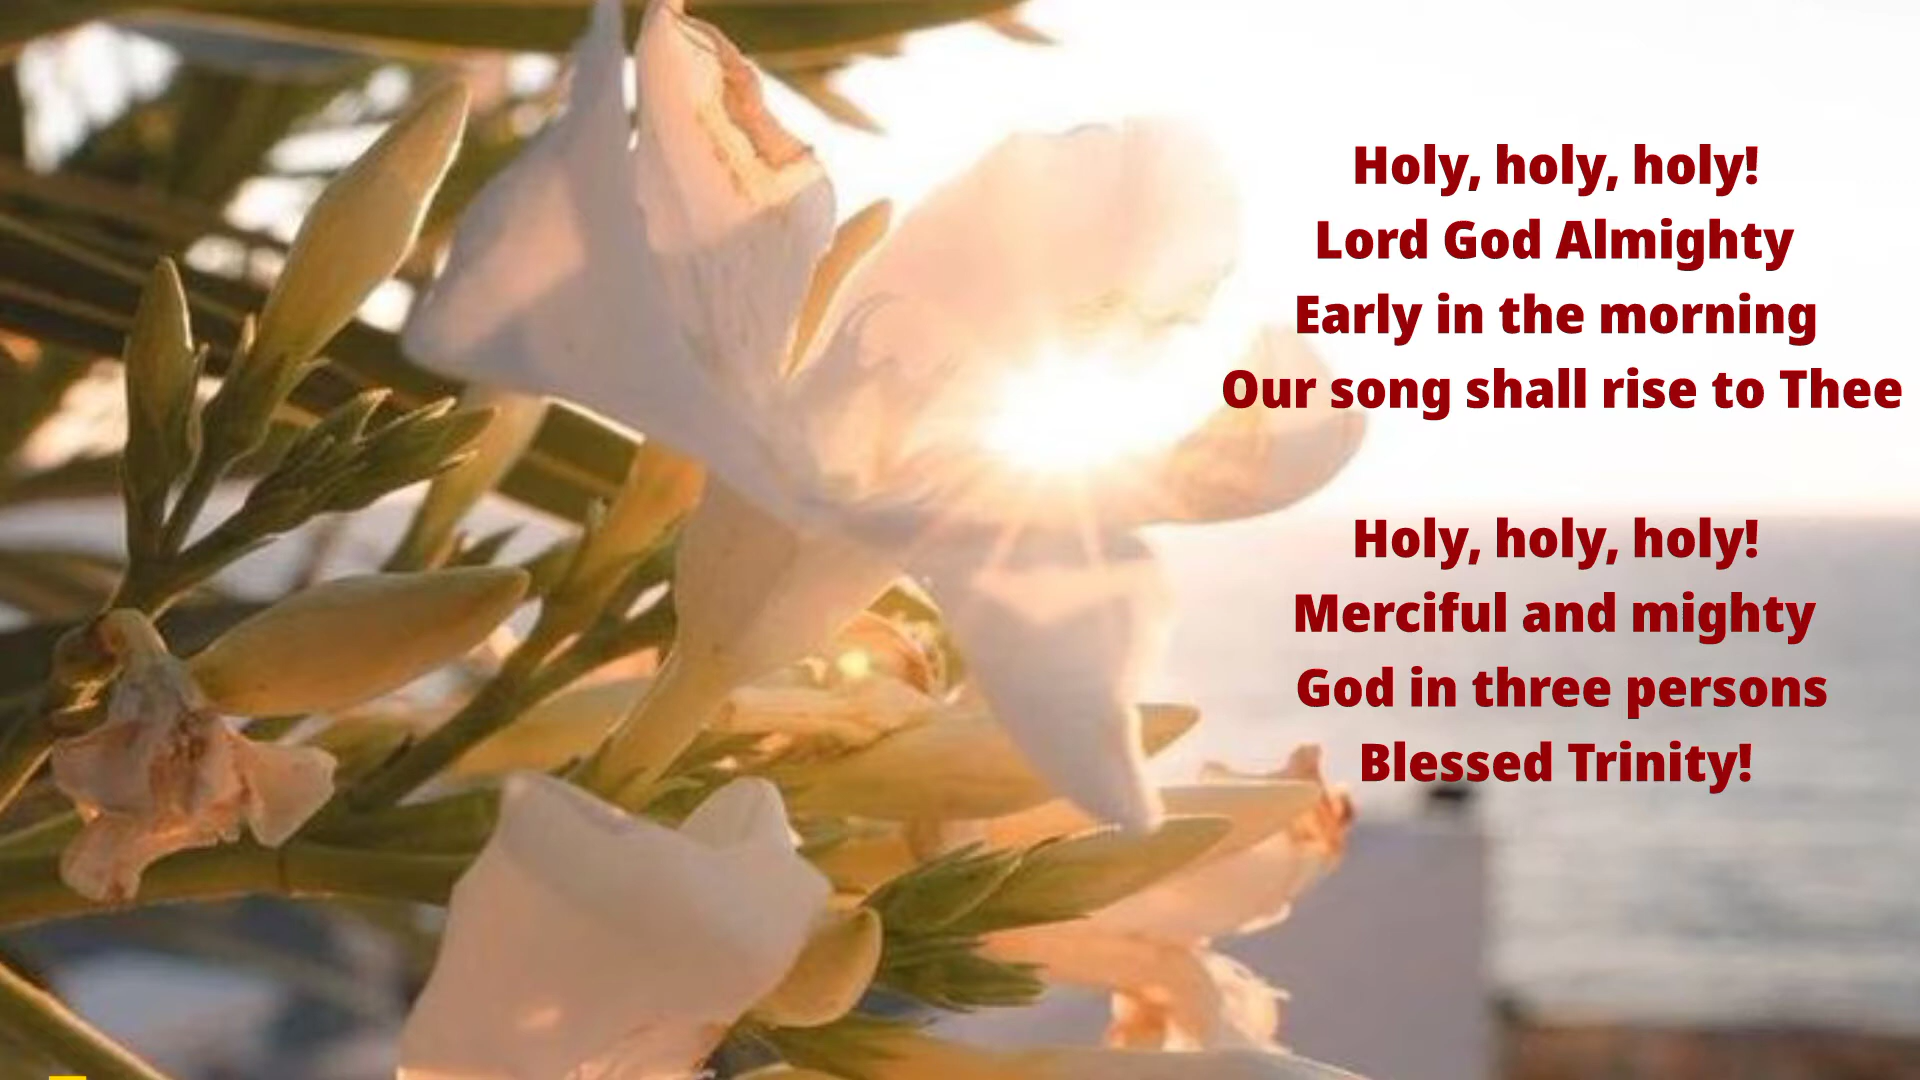 Holy, holy, holy!
Lord God Almighty
Early in the morning
Our song shall rise to Thee
Holy, holy, holy!
Merciful and mighty
God in three persons
Blessed Trinity!